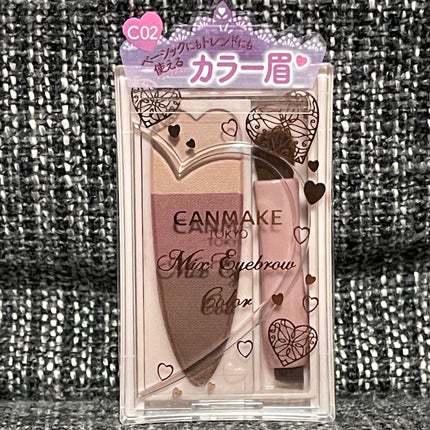 C02
ベーシックにもトレンドにも
使える
カラー眉
CANMAKE
TOKYO
Mix Eyebrow
Color